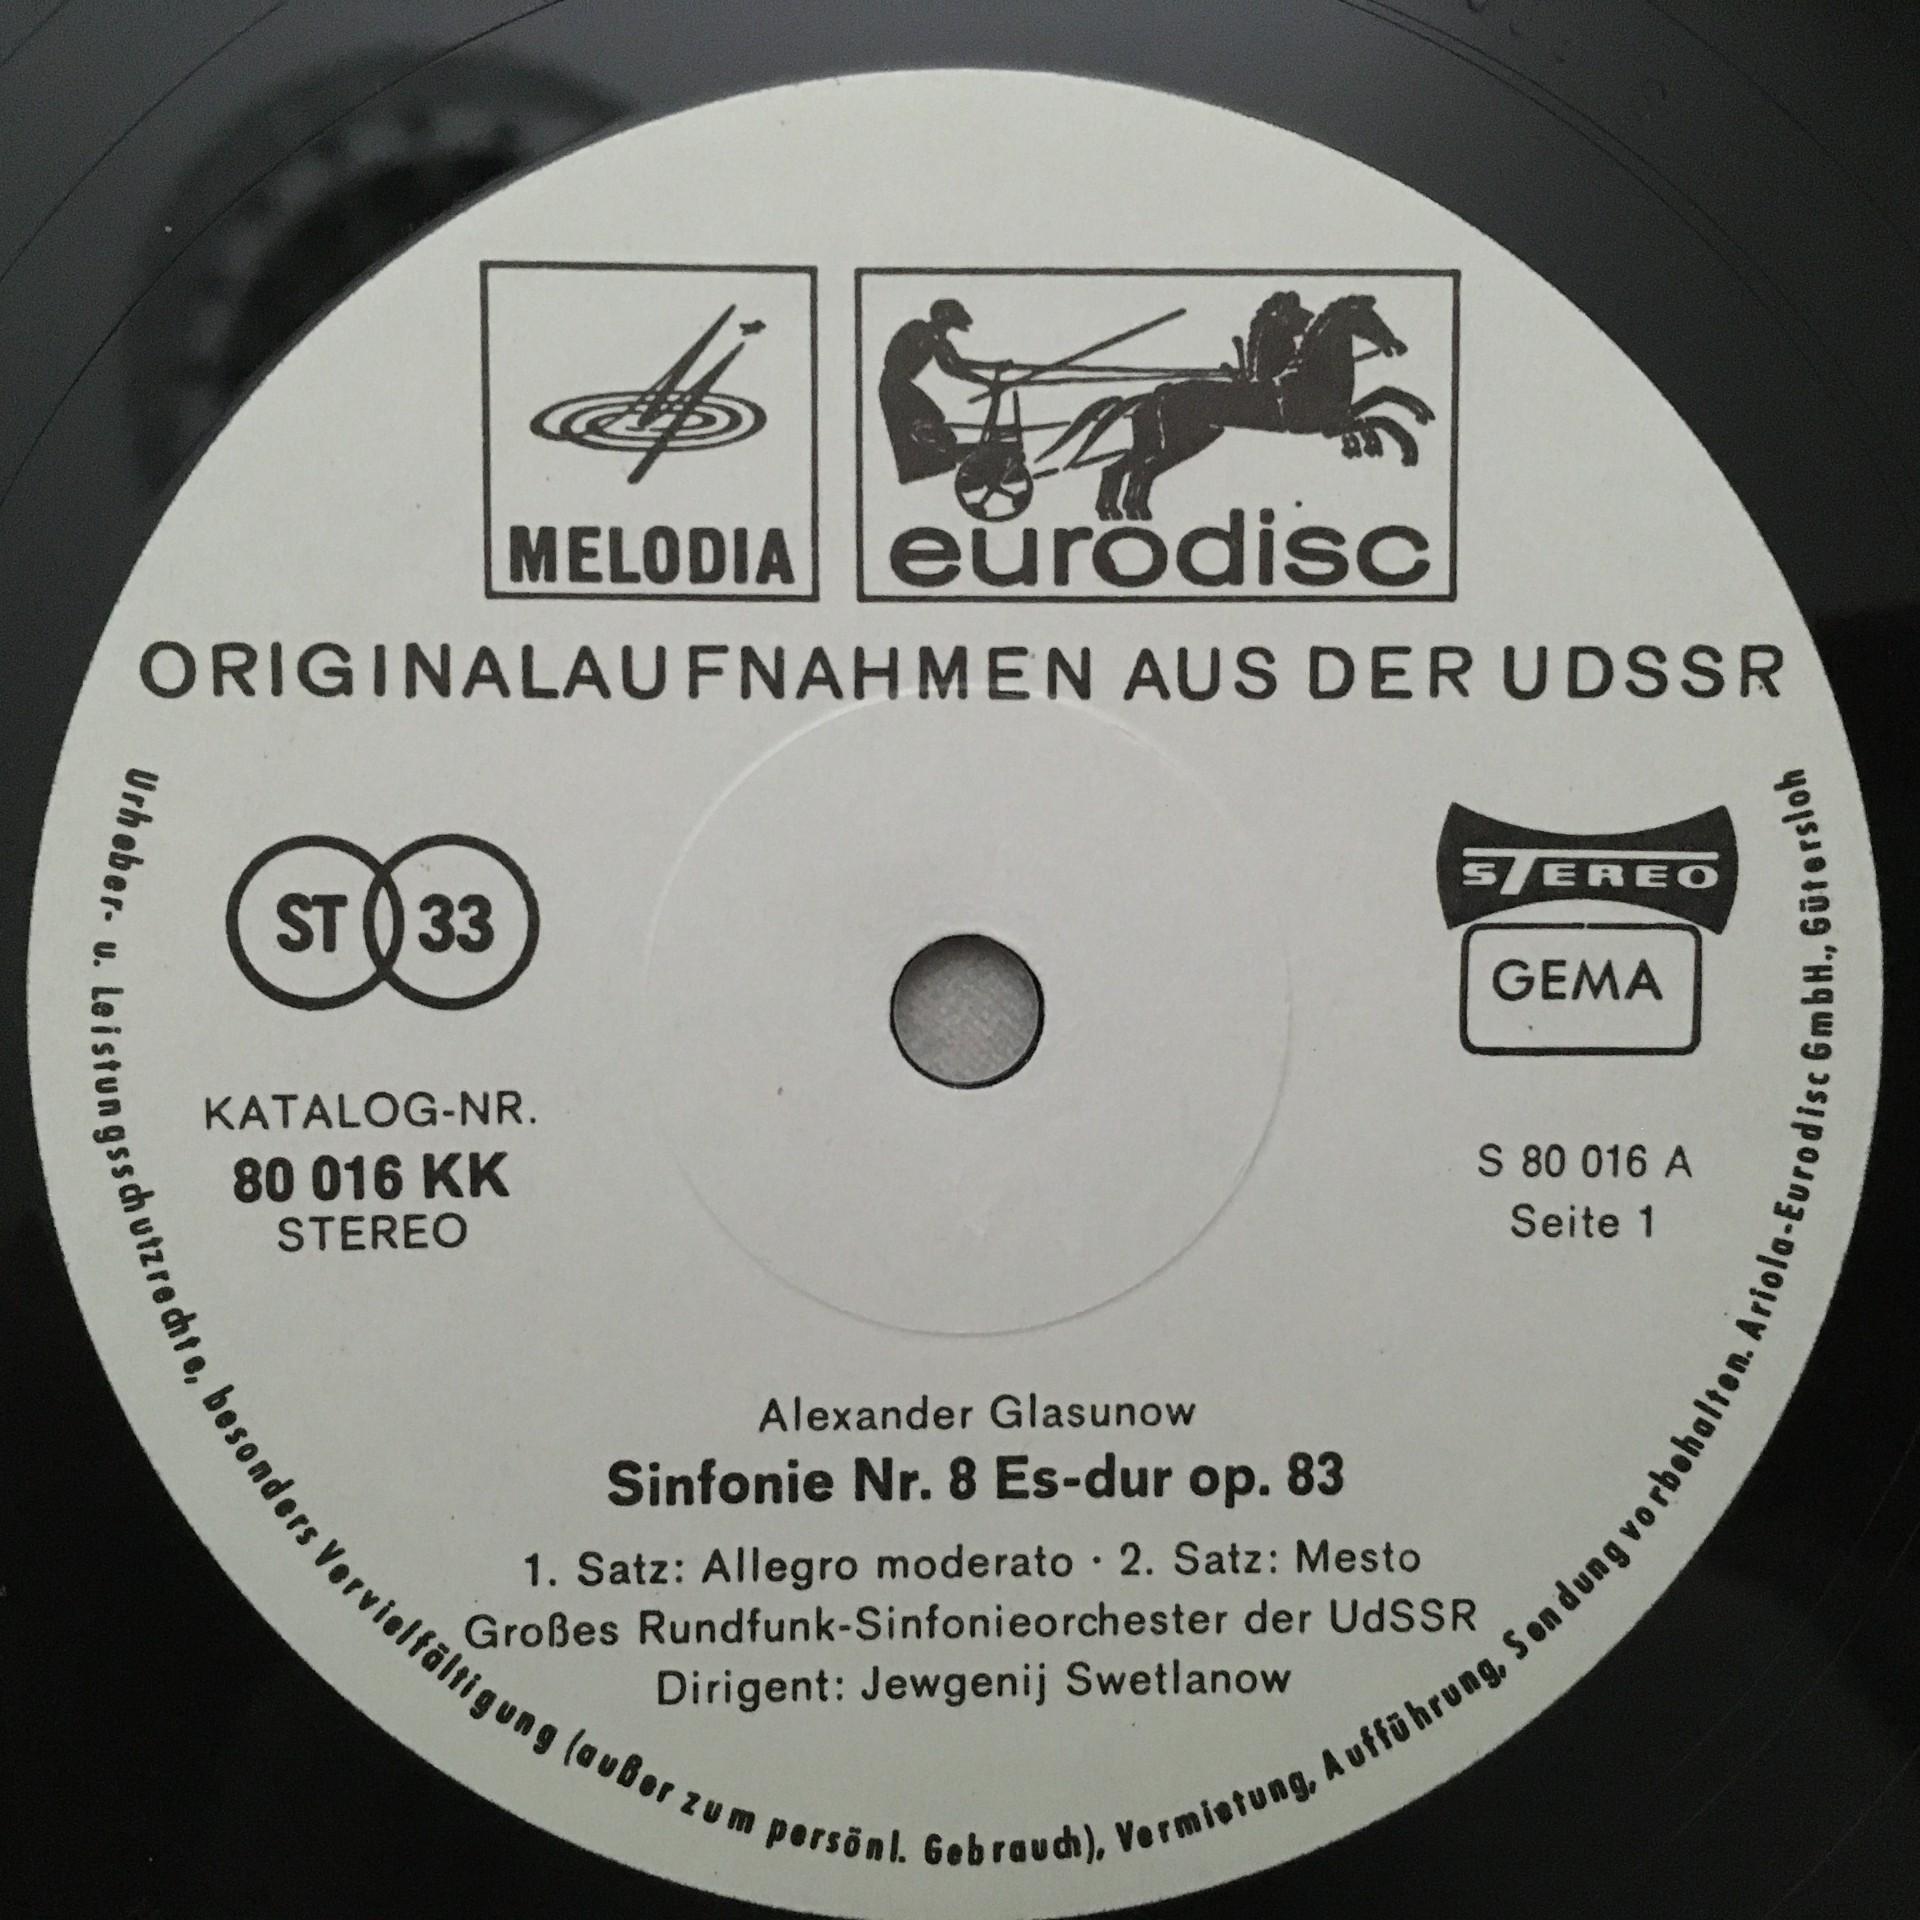 MELODIA
eurodisc
ORIGINALAUFNAHMEN AUS DER UDSSR
ST 33
STEREO
GEMA
KATALOG-NR.
80 016 KK
STEREO
S 80 016 A
Seite 1
Alexander Glasunow
Sinfonie Nr. 8 Es-dur op. 83
1. Satz: Allegro moderato · 2. Satz: Mesto
Großes Rundfunk-Sinfonieorchester der UdSSR
Dirigent: Jewgenij Swetlanow
Urheber- u. Leistungsschutzrechte, besonders Vervielfältigung (außer zum persönl. Gebrauch), Vermietung, Aufführung, Sendung vorbehalten. Ariola-Eurodisc GmbH., Gütersloh